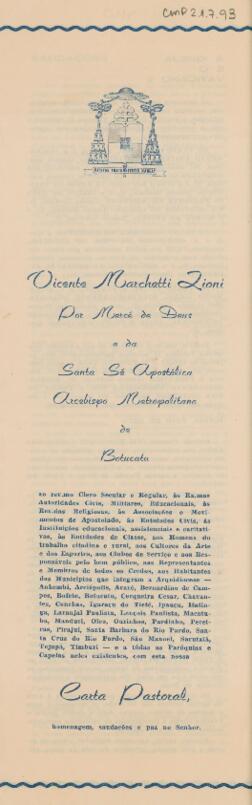 CMP 21.7.93
Vicente Marchetti Zioni
Por Mercê de Deus
e da
Santa Sé Apostólica
Arcebispo Metropolitano
de
Botucatu
ao rev.mo Clero Secular e Regular, às Ex.mas
Autoridades Civis, Militares, Educacionais, às
Rev.das Religiosas, às Associações e Movi-
mentos de Apostolado, às Entidades Civis, às
Instituições educacionais, assistenciais e caritati-
vas, às Entidades de Classe, aos Homens do
trabalho citadino e rural, aos Cultores da Arte
e dos Esportes, aos Clubes de Serviço e aos Res-
ponsáveis pelo bem público, aos Representantes
e Membros de todos os Credos, aos Habitantes
dos Municípios que integram a Arquidiocese —
Anhembi, Areiópolis, Avaré, Bernardino de Cam-
pos, Bofete, Botucatu, Cerqueira Cesar, Chavan-
tes, Conchas, Igaraçu do Tietê, Ipauçu, Itatin-
ga, Laranjal Paulista, Lençois Paulista, Macatu-
ba, Manduri, Óleo, Ourinhos, Pardinho, Perei-
ras, Pirajuí, Santa Barbara do Rio Pardo, San-
ta Cruz do Rio Pardo, São Manoel, Sarutaiá,
Tejupá, Timburi — e a tôdas as Paróquias e
Capelas neles existentes, com esta nossa
Carta Pastoral,
homenagem, saudações e paz no Senhor.